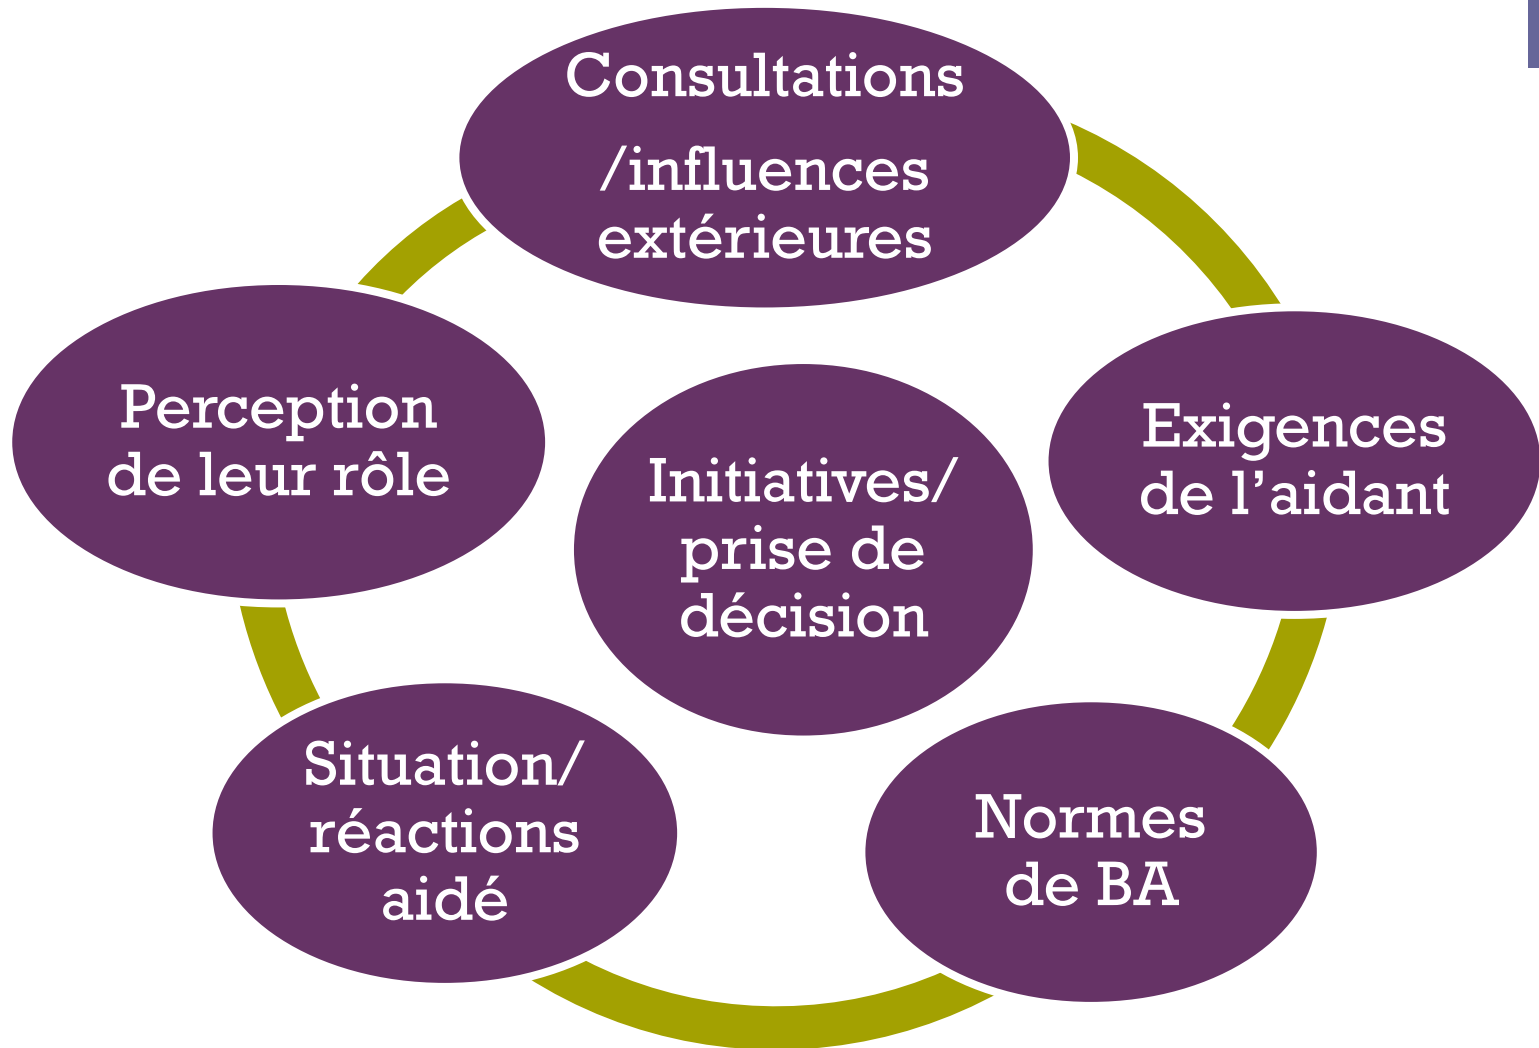 Consultations
/influences
extérieures
Perception
de leur rôle
Exigences
de l’aidant
Initiatives/
prise de
décision
Situation/
réactions
aidé
Normes
de BA